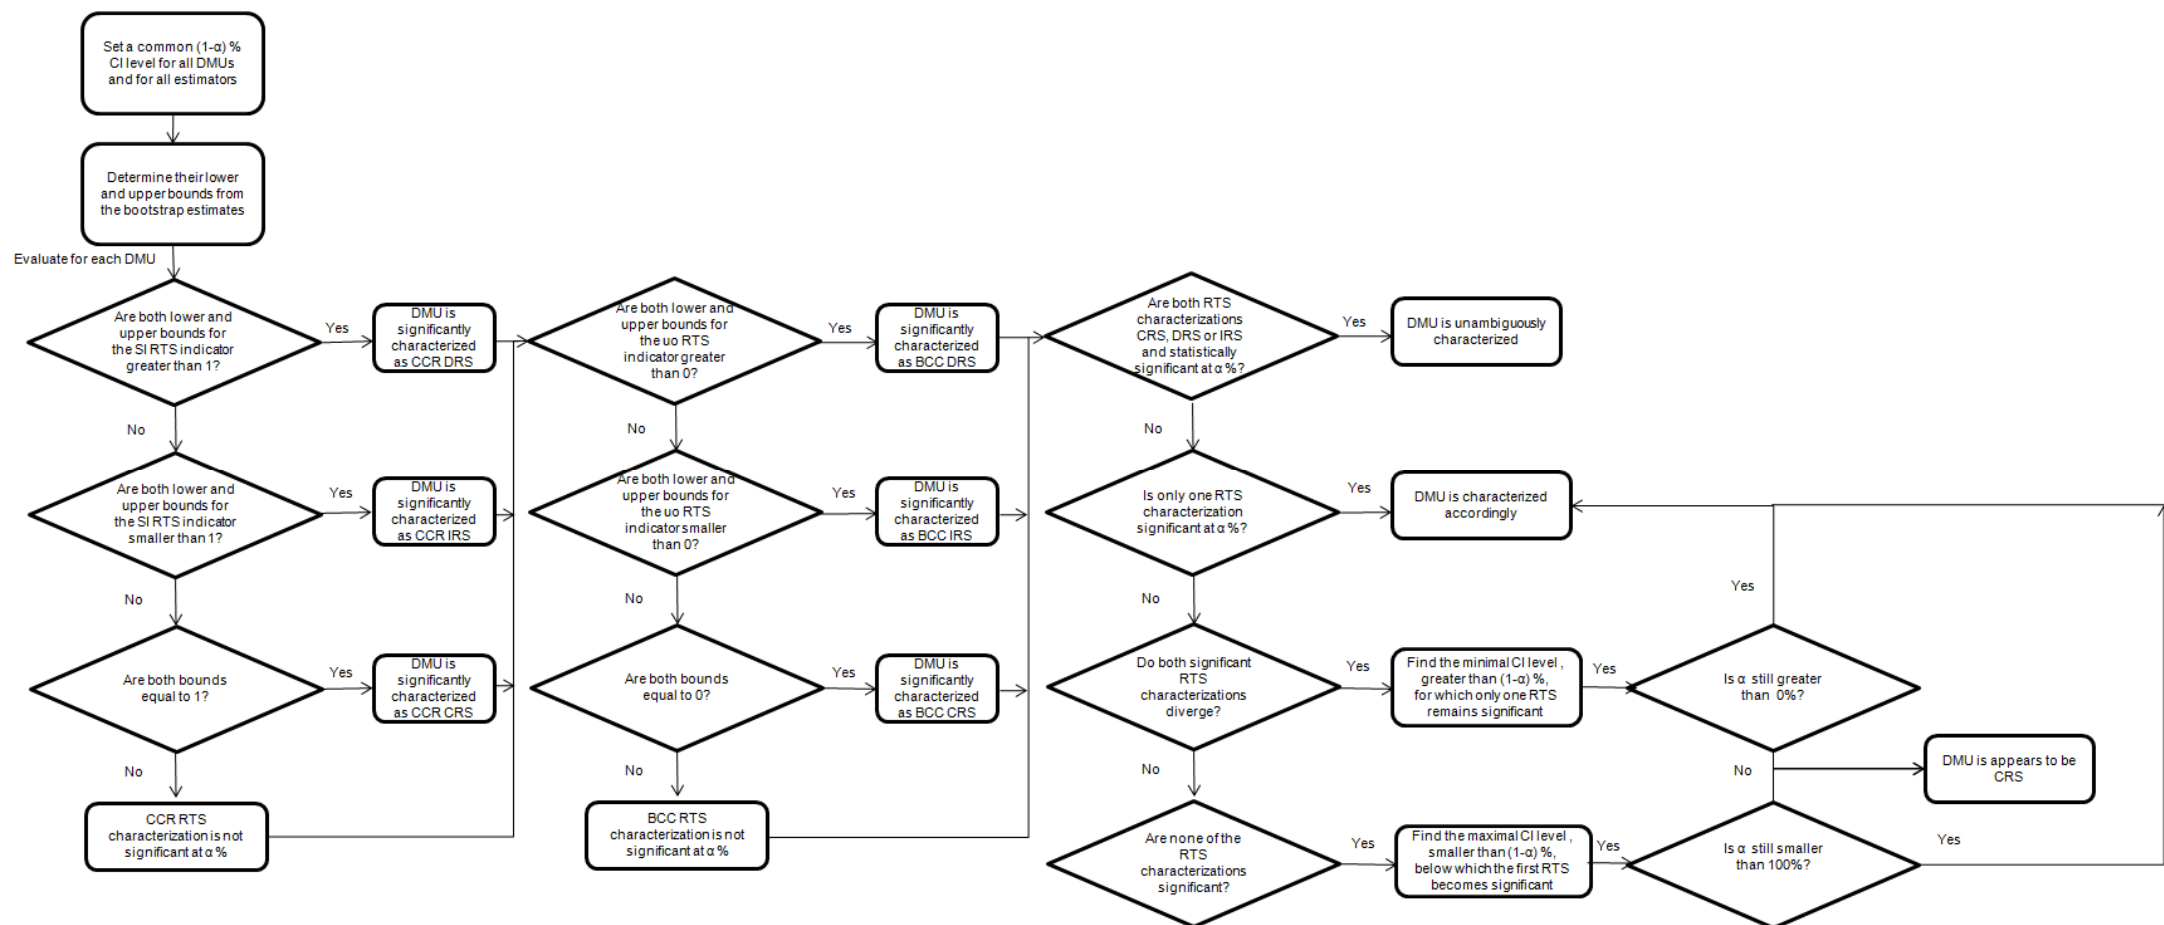 Set a common (1-α) %
CI level for all DMUs
and for all estimators
Determine their lower
and upper bounds from
the bootstrap estimates
Evaluate for each DMU
Are both lower and
upper bounds for
the SI RTS indicator
greater than 1?
Yes
DMU is
significantly
characterized
as CCR DRS
No
Are both lower and
upper bounds for
the SI RTS indicator
smaller than 1?
Yes
DMU is
significantly
characterized
as CCR IRS
No
Are both bounds
equal to 1?
Yes
DMU is
significantly
characterized
as CCR CRS
No
CCR RTS
characterization is not
significant at α %
Are both lower and
upper bounds for
the uo RTS
indicator greater
than 0?
Yes
DMU is
significantly
characterized
as BCC DRS
No
Are both lower and
upper bounds for
the uo RTS
indicator smaller
than 0?
Yes
DMU is
significantly
characterized
as BCC IRS
No
Are both bounds
equal to 0?
Yes
DMU is
significantly
characterized
as BCC CRS
No
BCC RTS
characterization is not
significant at α %
Are both RTS
characterizations
CRS, DRS or IRS
and statistically
significant at α %?
Yes
DMU is unambiguously
characterized
No
Is only one RTS
characterization
significant at α %?
Yes
DMU is characterized
accordingly
No
Do both significant
RTS
characterizations
diverge?
Yes
Find the minimal CI level ,
greater than (1-α) %,
for which only one RTS
remains significant
Yes
Is α still greater
than 0%?
Yes
No
DMU is appears to be
CRS
No
Are none of the
RTS
characterizations
significant?
Yes
Find the maximal CI level ,
smaller than (1-α) %,
below which the first RTS
becomes significant
Yes
Is α still smaller
than 100%?
Yes